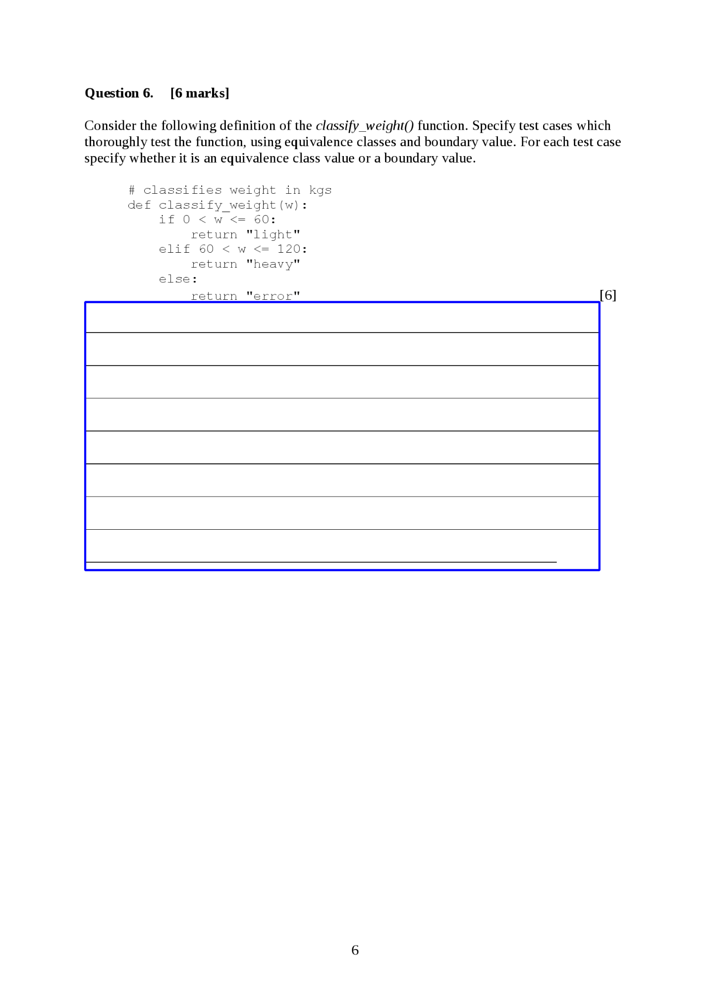 Question 6. [6 marks]
Consider the following definition of the classify_weight() function. Specify test cases which
thoroughly test the function, using equivalence classes and boundary value. For each test case
specify whether it is an equivalence class value or a boundary value.
# classifies weight in kgs
def classify_weight(w):
    if 0 < w <= 60:
        return "light"
    elif 60 < w <= 120:
        return "heavy"
    else:
        return "error" [6]
6